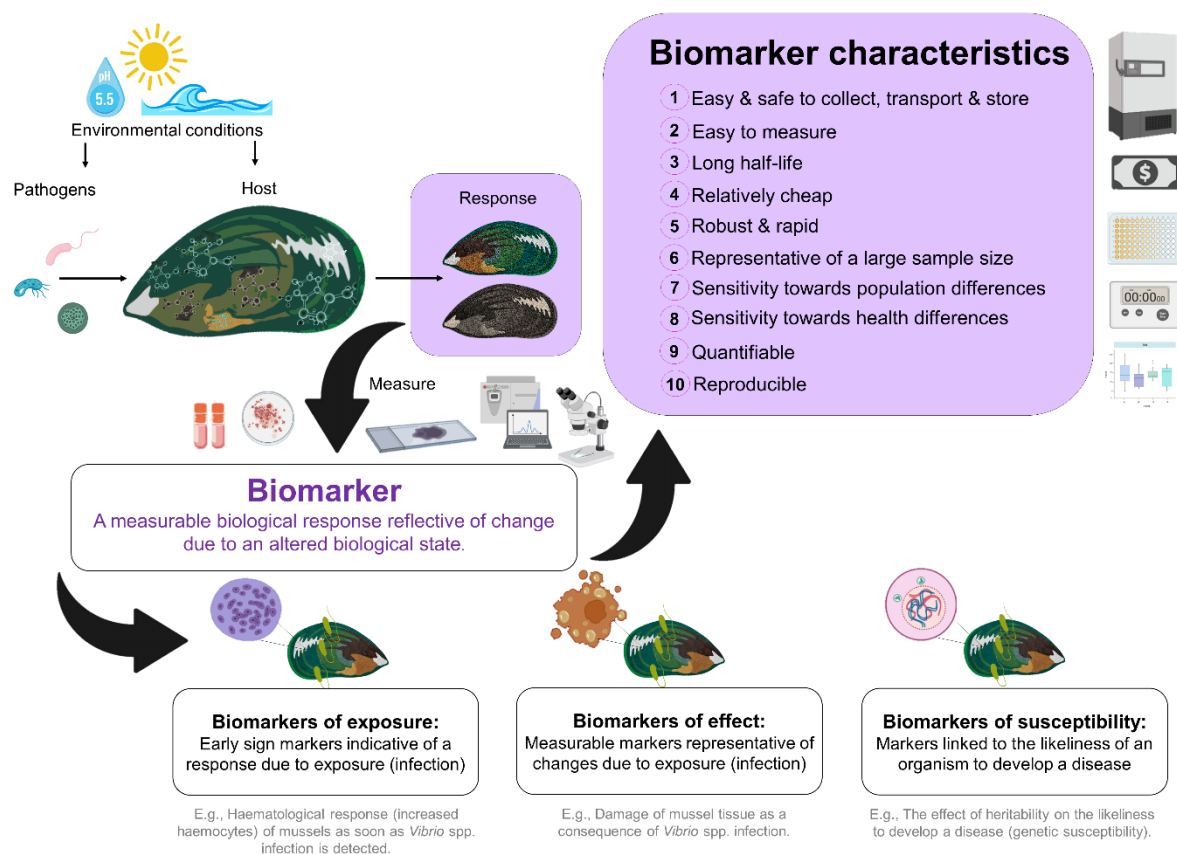 pH
5.5
Environmental conditions
Pathogens
Host
Response
Measure
Biomarker characteristics
1 Easy & safe to collect, transport & store
2 Easy to measure
3 Long half-life
4 Relatively cheap
5 Robust & rapid
6 Representative of a large sample size
7 Sensitivity towards population differences
8 Sensitivity towards health differences
9 Quantifiable
10 Reproducible
$
00:0000
Biomarker
A measurable biological response reflective of change
due to an altered biological state.
Biomarkers of exposure:
Early sign markers indicative of a
response due to exposure (infection)
E.g., Haematological response (increased
haemocytes) of mussels as soon as Vibrio spp.
infection is detected.
Biomarkers of effect:
Measurable markers representative of
changes due to exposure (infection)
E.g., Damage of mussel tissue as a
consequence of Vibrio spp. infection.
Biomarkers of susceptibility:
Markers linked to the likeliness of an
organism to develop a disease
E.g., The effect of heritability on the likeliness
to develop a disease (genetic susceptibility).